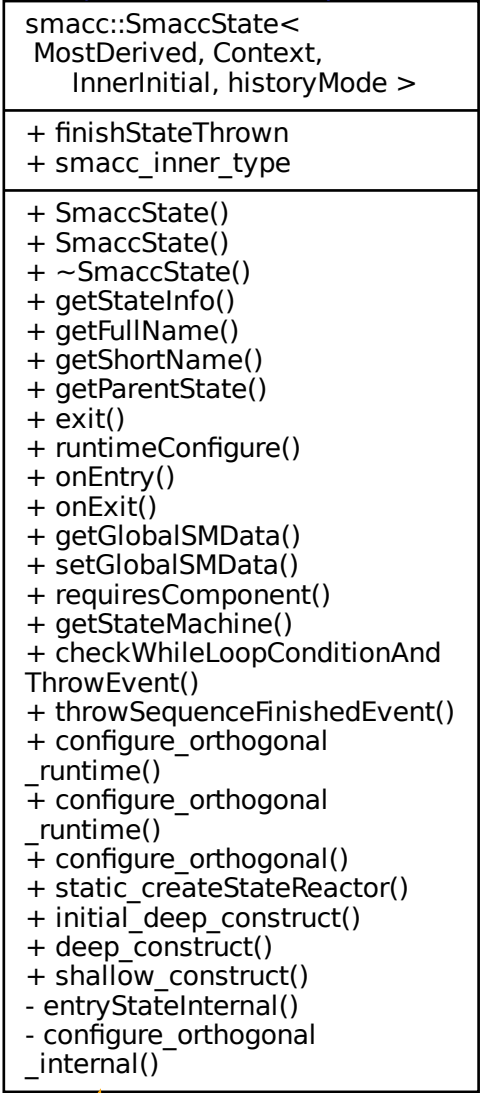 smacc::SmaccState<
MostDerived, Context,
InnerInitial, historyMode >
+ finishStateThrown
+ smacc_inner_type
+ SmaccState()
+ SmaccState()
+ ~SmaccState()
+ getStateInfo()
+ getFullName()
+ getShortName()
+ getParentState()
+ exit()
+ runtimeConfigure()
+ onEntry()
+ onExit()
+ getGlobalSMData()
+ setGlobalSMData()
+ requiresComponent()
+ getStateMachine()
+ checkWhileLoopConditionAnd
ThrowEvent()
+ throwSequenceFinishedEvent()
+ configure_orthogonal
_runtime()
+ configure_orthogonal
_runtime()
+ configure_orthogonal()
+ static_createStateReactor()
+ initial_deep_construct()
+ deep_construct()
+ shallow_construct()
- entryStateInternal()
- configure_orthogonal
_internal()